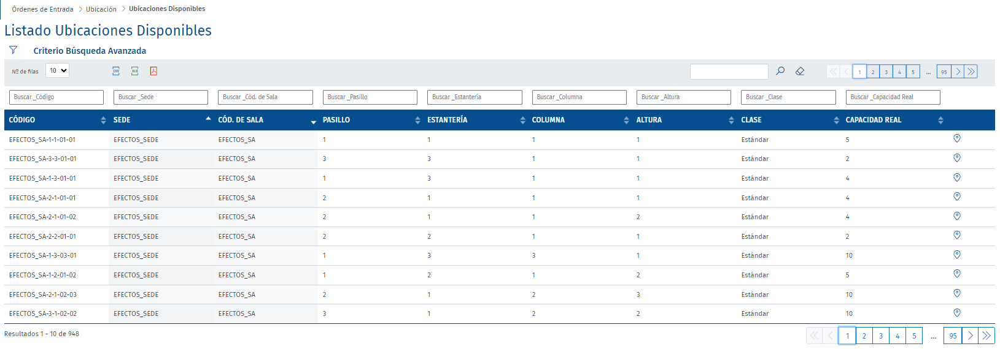 Órdenes de Entrada > Ubicación > Ubicaciones Disponibles
Listado Ubicaciones Disponibles
Criterio Búsqueda Avanzada
Nº de filas 10 CSV XLS 1 2 3 4 5 ... 95
Buscar _Código Buscar _Sede Buscar _Cód. de Sala Buscar _Pasillo Buscar _Estantería Buscar _Columna Buscar _Altura Buscar _Clase Buscar _Capacidad Real
CÓDIGO SEDE CÓD. DE SALA PASILLO ESTANTERÍA COLUMNA ALTURA CLASE CAPACIDAD REAL
EFECTOS_SA-1-1-01-01 EFECTOS_SEDE EFECTOS_SA 1 1 1 1 Estándar 5
EFECTOS_SA-3-3-01-01 EFECTOS_SEDE EFECTOS_SA 3 3 1 1 Estándar 2
EFECTOS_SA-1-3-01-01 EFECTOS_SEDE EFECTOS_SA 1 3 1 1 Estándar 4
EFECTOS_SA-2-1-01-01 EFECTOS_SEDE EFECTOS_SA 2 1 1 1 Estándar 4
EFECTOS_SA-2-1-01-02 EFECTOS_SEDE EFECTOS_SA 2 1 1 2 Estándar 4
EFECTOS_SA-2-2-01-01 EFECTOS_SEDE EFECTOS_SA 2 2 1 1 Estándar 2
EFECTOS_SA-1-3-03-01 EFECTOS_SEDE EFECTOS_SA 1 3 3 1 Estándar 10
EFECTOS_SA-1-2-01-02 EFECTOS_SEDE EFECTOS_SA 1 2 1 2 Estándar 5
EFECTOS_SA-2-1-02-03 EFECTOS_SEDE EFECTOS_SA 2 1 2 3 Estándar 10
EFECTOS_SA-3-1-02-02 EFECTOS_SEDE EFECTOS_SA 3 1 2 2 Estándar 10
Resultados 1 - 10 de 948 1 2 3 4 5 ... 95